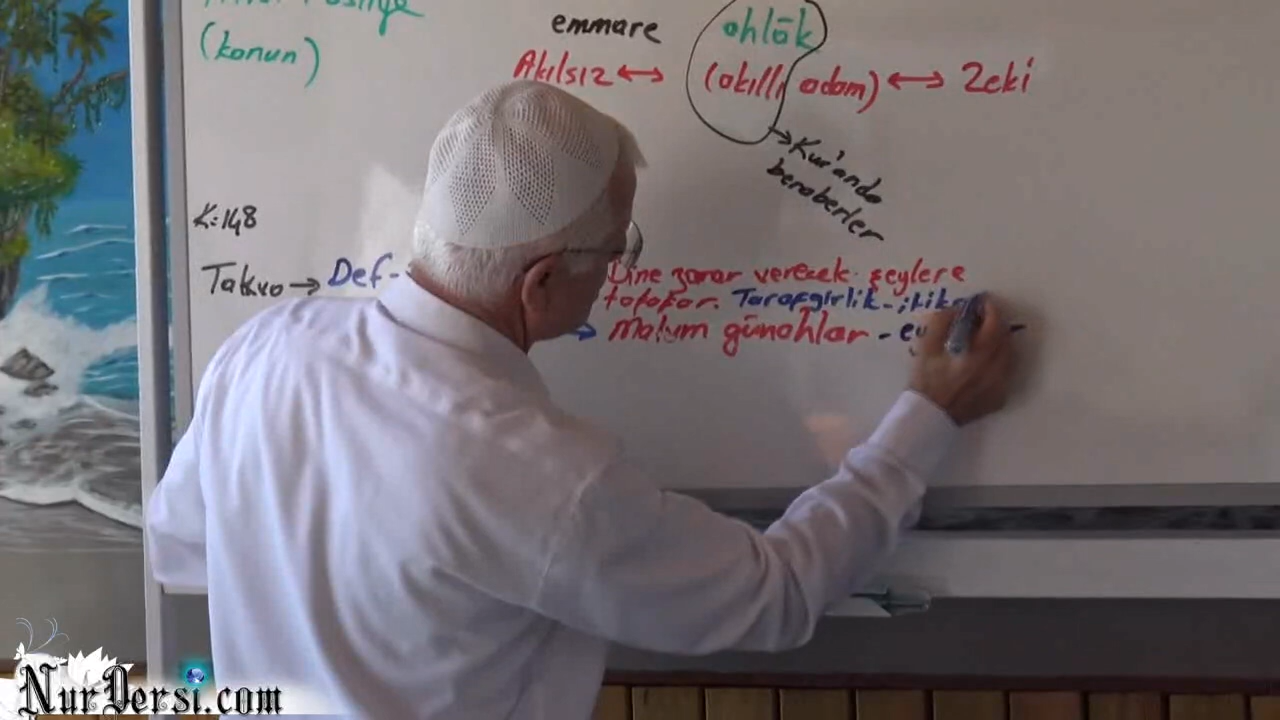 (kanun)
emmare
ahlâk
Akılsız ↔ (akıllı adam) ↔ Zeki
→ Kur'anda
beraberler
K:148
Takva → Def-
Dine zarar verecek şeylere
Tarafgirlik-
→ Malum günahlar -
NurDersi.com